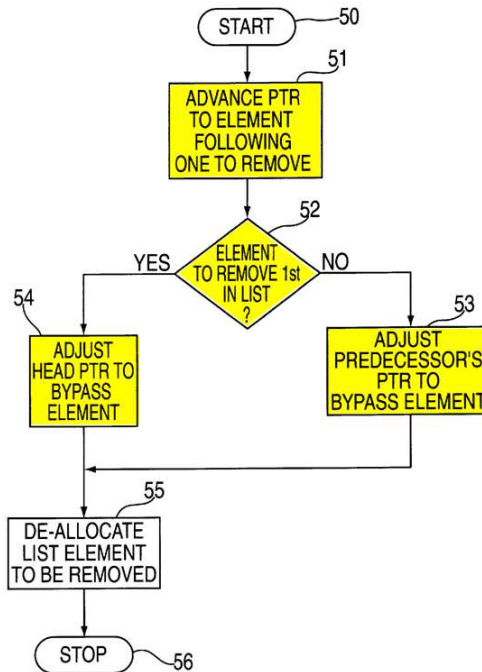 START
50
51
ADVANCE PTR
TO ELEMENT
FOLLOWING
ONE TO REMOVE
52
ELEMENT
TO REMOVE 1st
IN LIST
?
YES
NO
54
ADJUST
HEAD PTR TO
BYPASS
ELEMENT
53
ADJUST
PREDECESSOR'S
PTR TO
BYPASS ELEMENT
55
DE-ALLOCATE
LIST ELEMENT
TO BE REMOVED
STOP
56